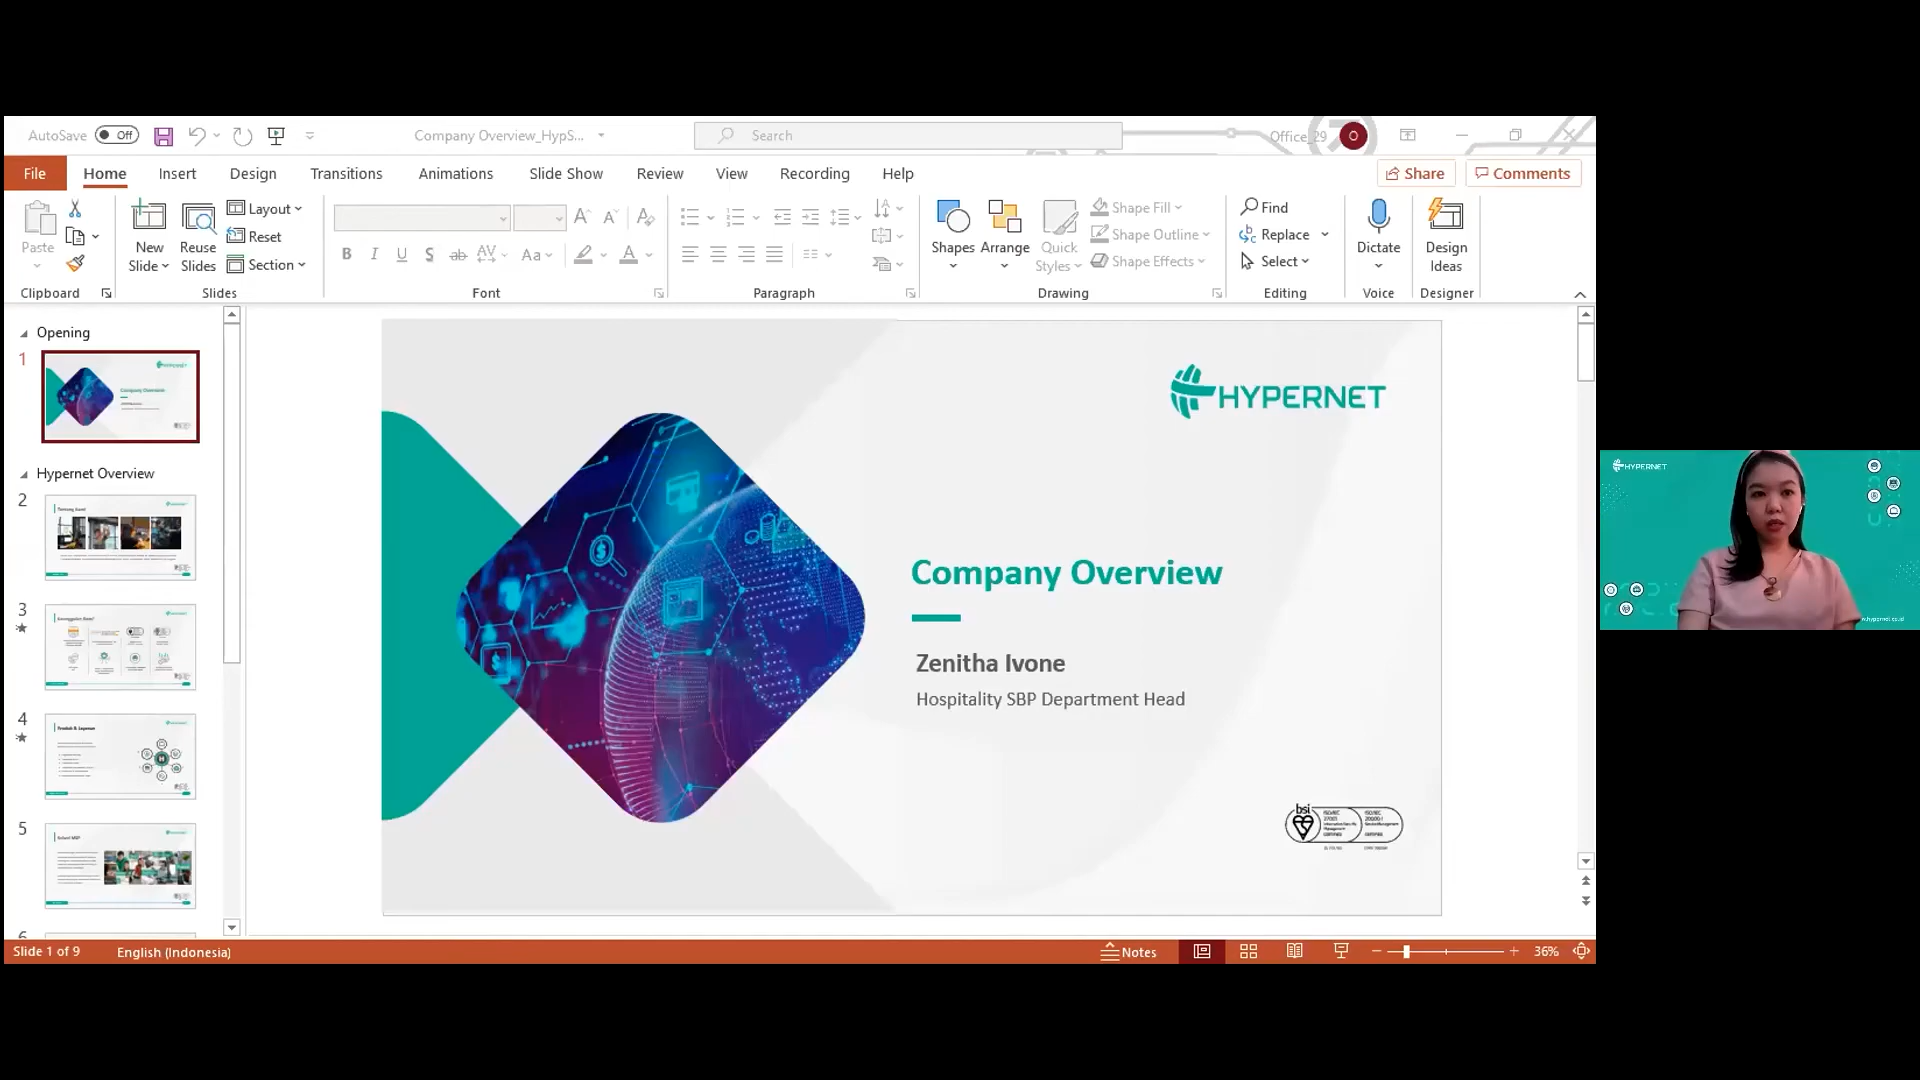 AutoSave Off Company Overview_HypS... Search Office_29 O
File Home Insert Design Transitions Animations Slide Show Review View Recording Help Share Comments
Paste
Clipboard
New Slide
Reuse Slides
Layout
Reset
Section
Slides
Font
Paragraph
Shapes Arrange Quick Styles
Shape Fill
Shape Outline
Shape Effects
Drawing
Find
Replace
Select
Editing
Dictate
Voice
Design Ideas
Designer
Opening
1
Hypernet Overview
2
3
4
Produk & Layanan
5
6
HYPERNET
Company Overview
Zenitha Ivone
Hospitality SBP Department Head
bsi
HYPERNET
Slide 1 of 9 English (Indonesia) Notes 36%